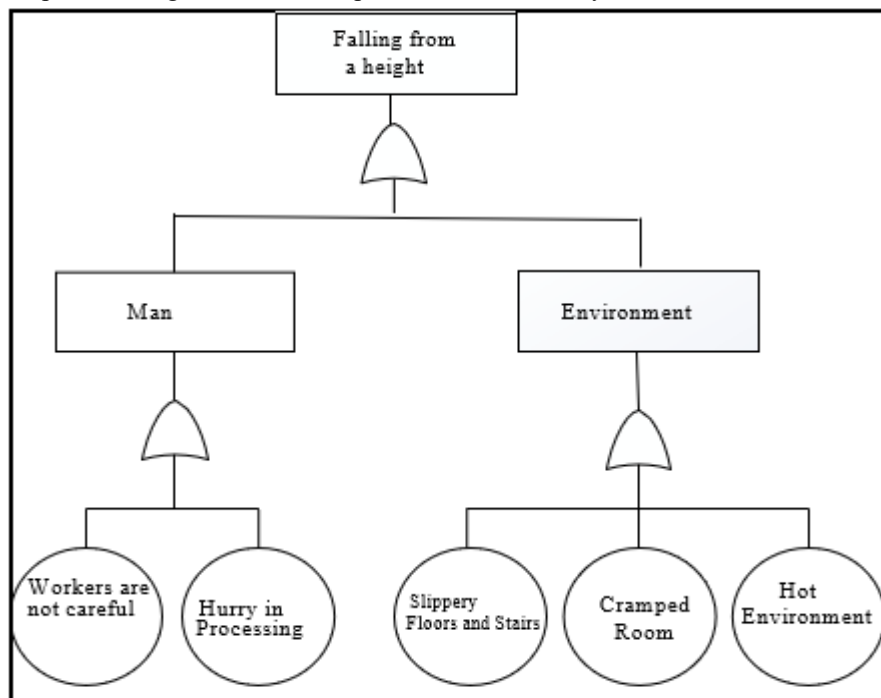 Falling from
a height
Man
Environment
Workers are
not careful
Hurry in
Processing
Slippery
Floors and Stairs
Cramped
Room
Hot
Environment